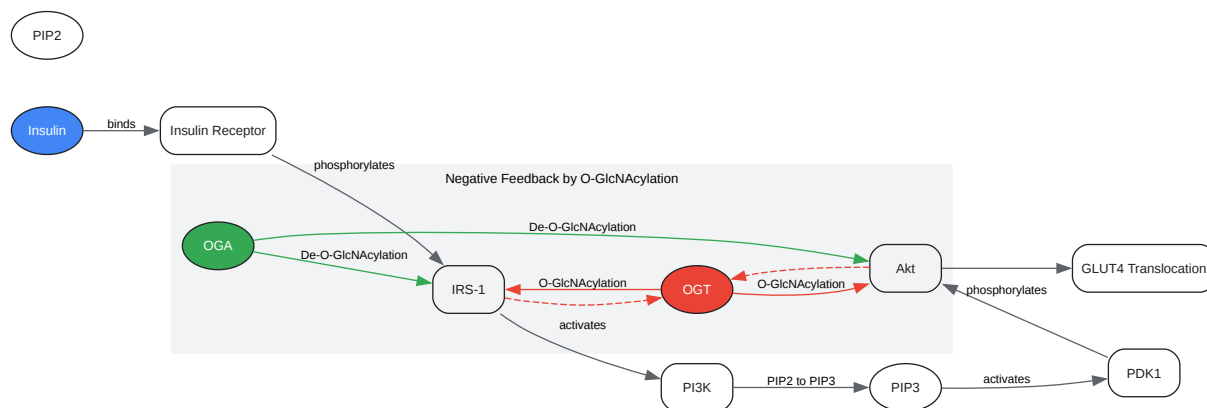 PIP2
Insulin
binds
Insulin Receptor
phosphorylates
Negative Feedback by O-GlcNAcylation
OGA
De-O-GlcNAcylation
De-O-GlcNAcylation
Akt
GLUT4 Translocation
IRS-1
O-GlcNAcylation
OGT
O-GlcNAcylation
phosphorylates
activates
PI3K
PIP2 to PIP3
PIP3
activates
PDK1